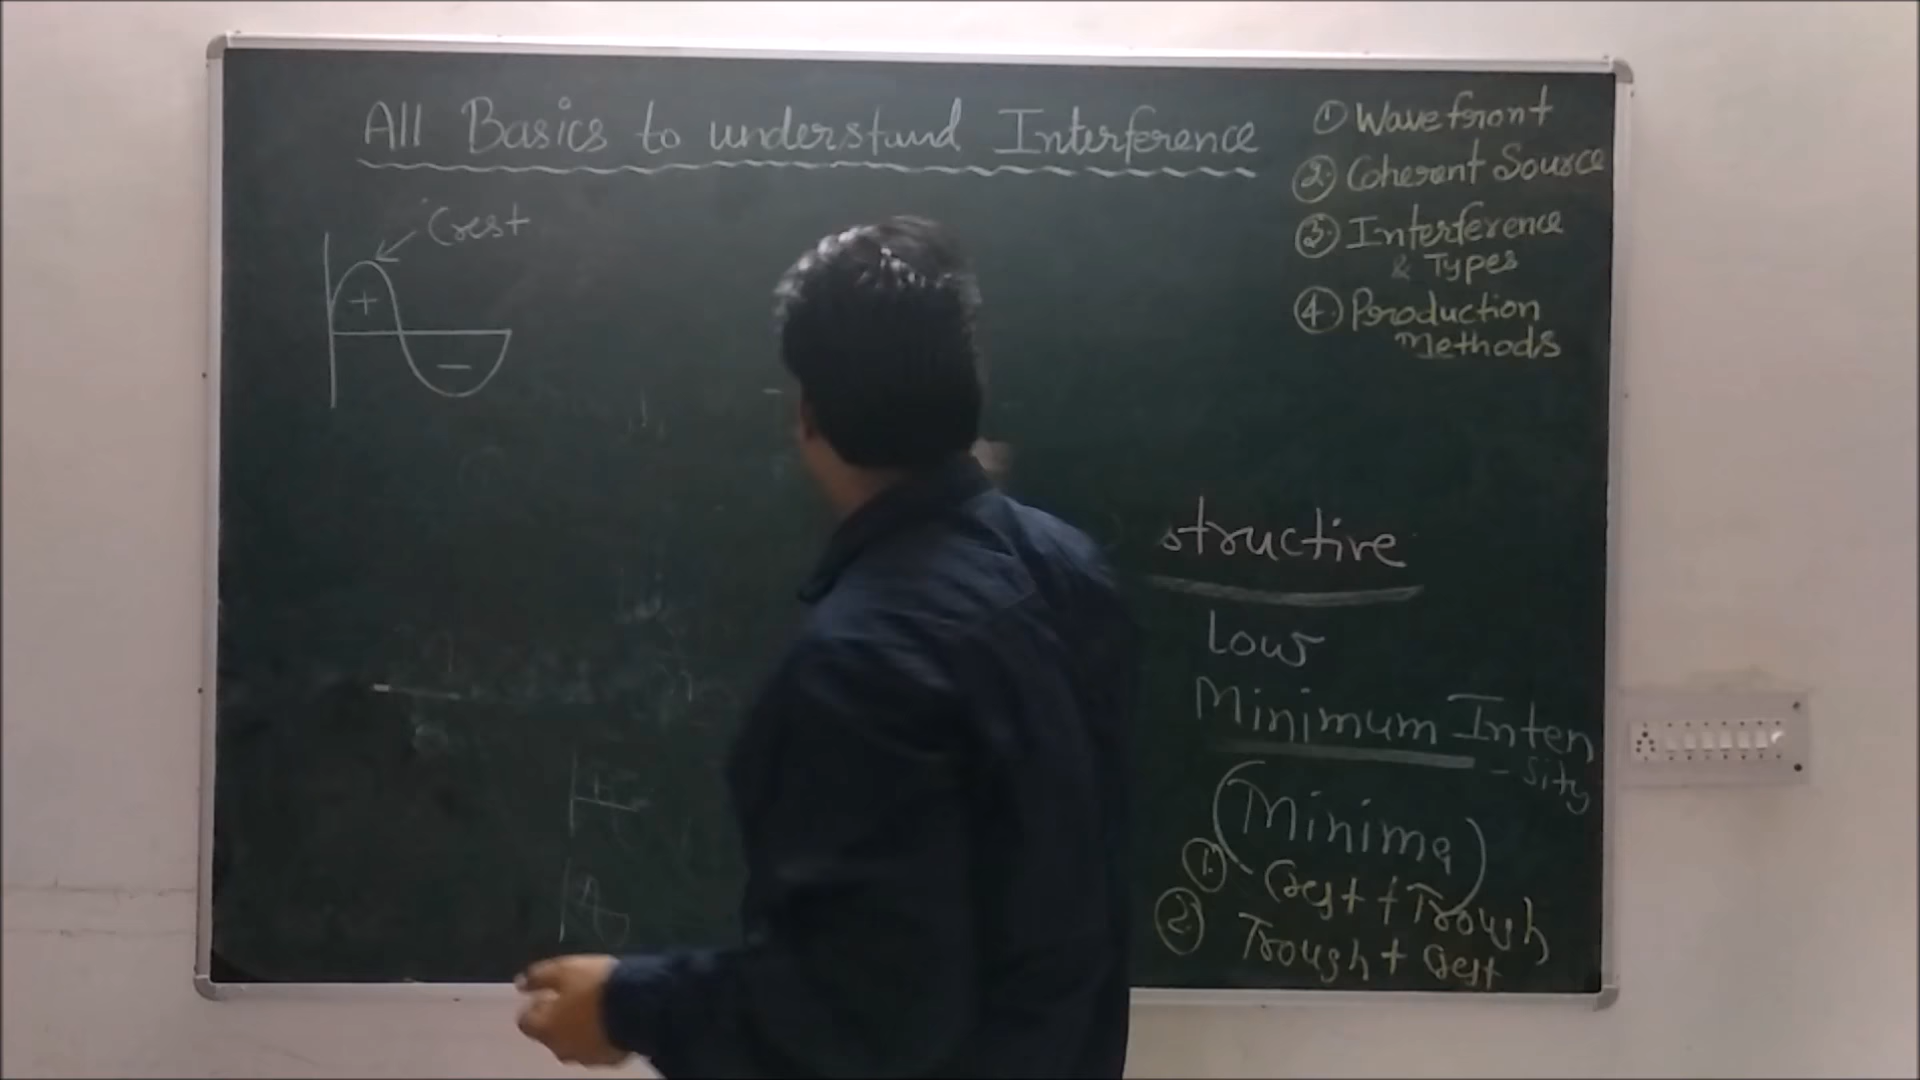 All Basics to understand Interference
① Wavefront
②. Coherent Source
③. Interference
& Types
④. Production
Methods
Crest
+
−
structive
Low
Minimum Inten
- sity
(Minima)
①. Crest + Trough
②. Trough + Crest